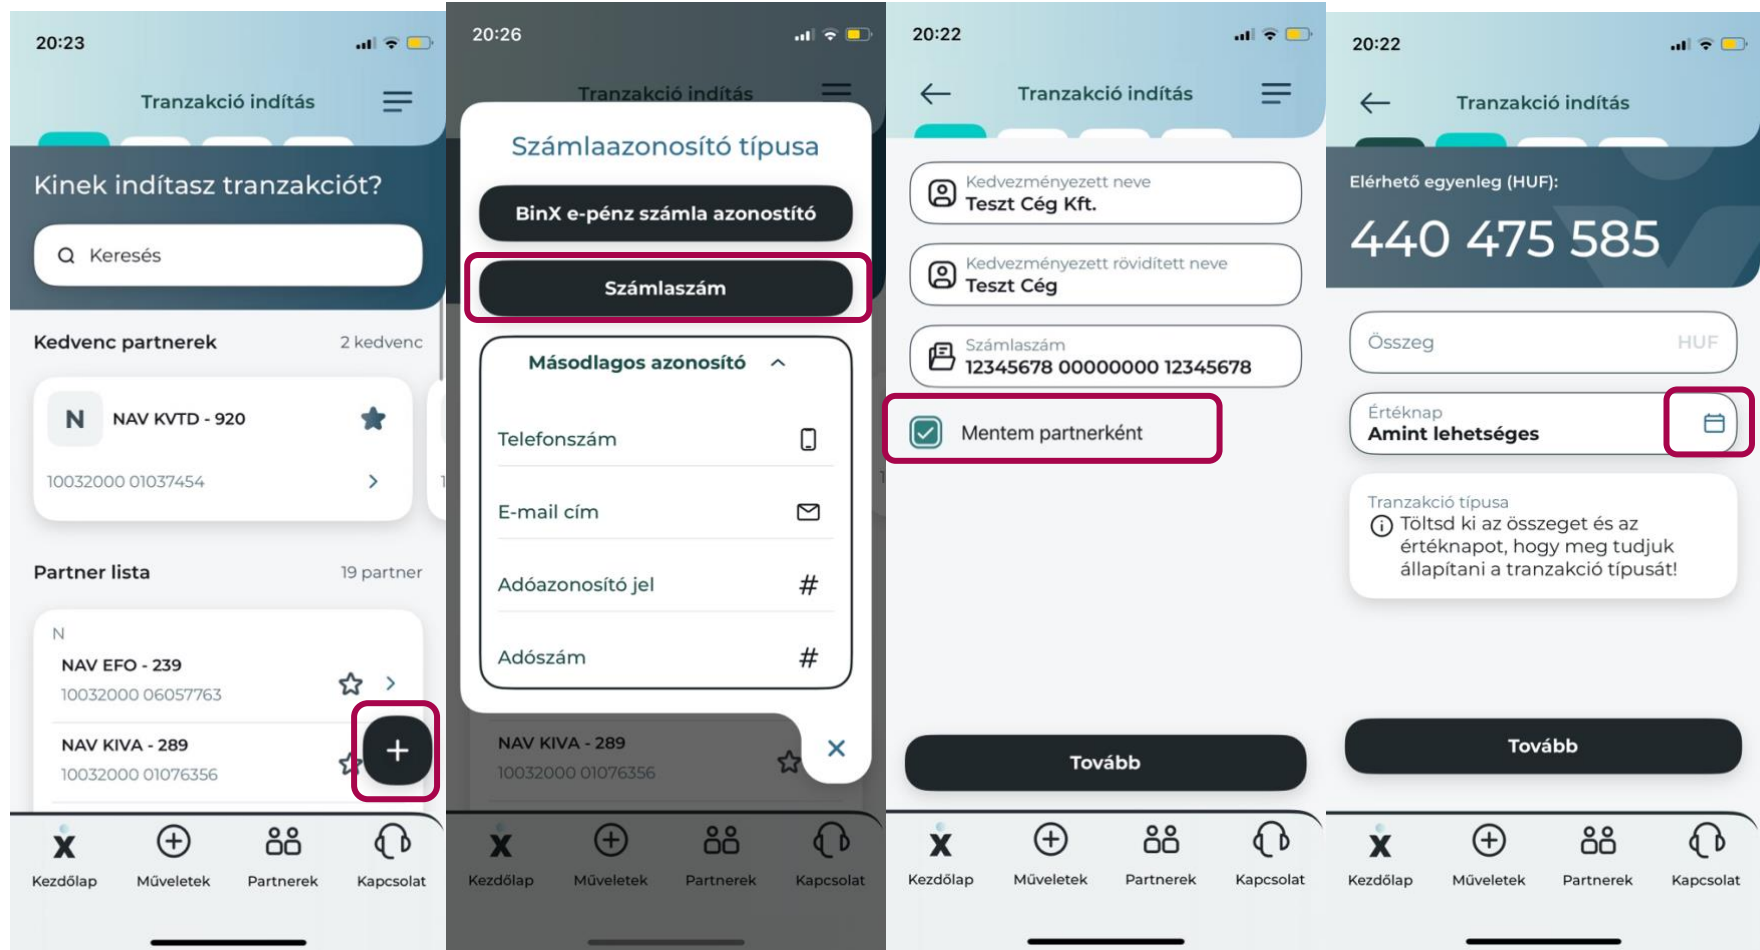 20:23
Tranzakció indítás
Kinek indítasz tranzakciót?
Keresés
Kedvenc partnerek
2 kedvenc
N
NAV KVTD - 920
10032000 01037454
Partner lista
19 partner
N
NAV EFO - 239
10032000 06057763
NAV KIVA - 289
10032000 01076356
Kezdőlap
Műveletek
Partnerek
Kapcsolat
20:26
Tranzakció indítás
Számlaazonosító típusa
BinX e-pénz számla azonostító
Számlaszám
Másodlagos azonosító
Telefonszám
E-mail cím
Adóazonosító jel
Adószám
NAV KIVA - 289
10032000 01076356
Kezdőlap
Műveletek
Partnerek
Kapcsolat
20:22
Tranzakció indítás
Kedvezményezett neve
Teszt Cég Kft.
Kedvezményezett rövidített neve
Teszt Cég
Számlaszám
12345678 00000000 12345678
Mentem partnerként
Tovább
Kezdőlap
Műveletek
Partnerek
Kapcsolat
20:22
Tranzakció indítás
Elérhető egyenleg (HUF):
440 475 585
Összeg
HUF
Értéknap
Amint lehetséges
Tranzakció típusa
Töltsd ki az összeget és az
értéknapot, hogy meg tudjuk
állapítani a tranzakció típusát!
Tovább
Kezdőlap
Műveletek
Partnerek
Kapcsolat